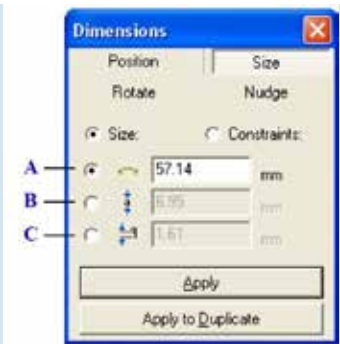 Dimensions
Position Size
Rotate Nudge
Size: Constraints:
A 57.14 mm
B 6.95 mm
C 1.61 mm
Apply
Apply to Duplicate